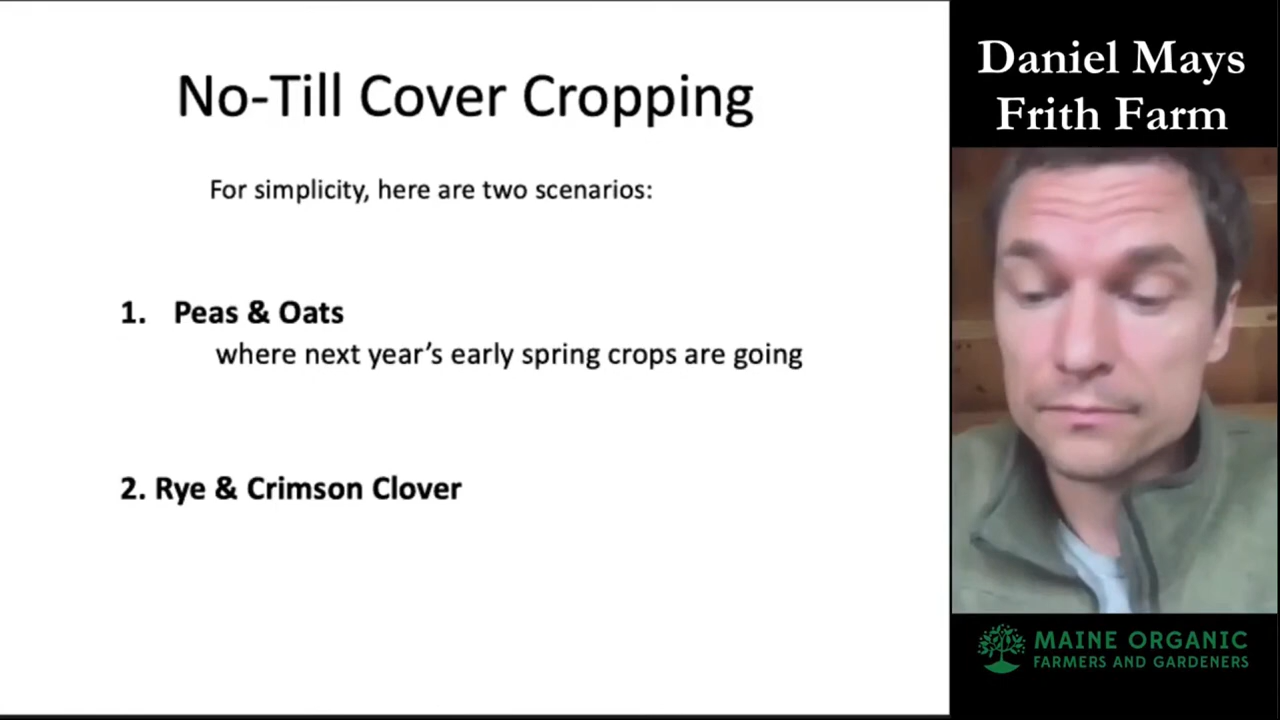 No-Till Cover Cropping
For simplicity, here are two scenarios:
1. Peas & Oats
where next year's early spring crops are going
2. Rye & Crimson Clover
Daniel Mays
Frith Farm
MAINE ORGANIC
FARMERS AND GARDENERS